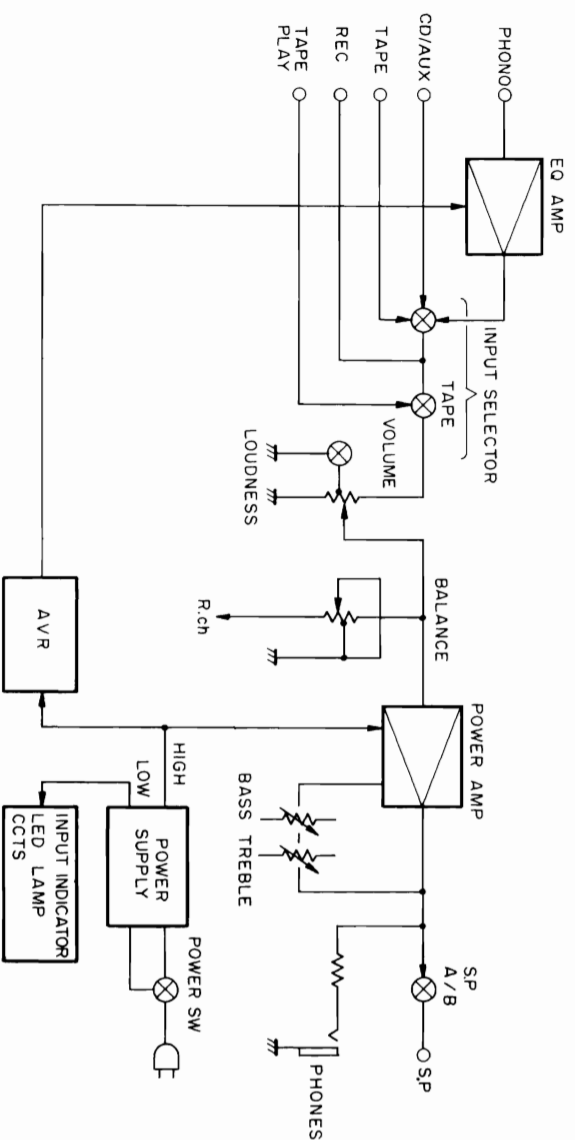 PHONO
EQ AMP
CD/AUX
TAPE
REC
TAPE
PLAY
INPUT SELECTOR
TAPE
VOLUME
LOUDNESS
BALANCE
R.ch
POWER AMP
BASS TREBLE
S.P
A/B
S.P
PHONES
AVR
HIGH
LOW
POWER
SUPPLY
POWER SW
INPUT INDICATOR
LED LAMP
CCTS